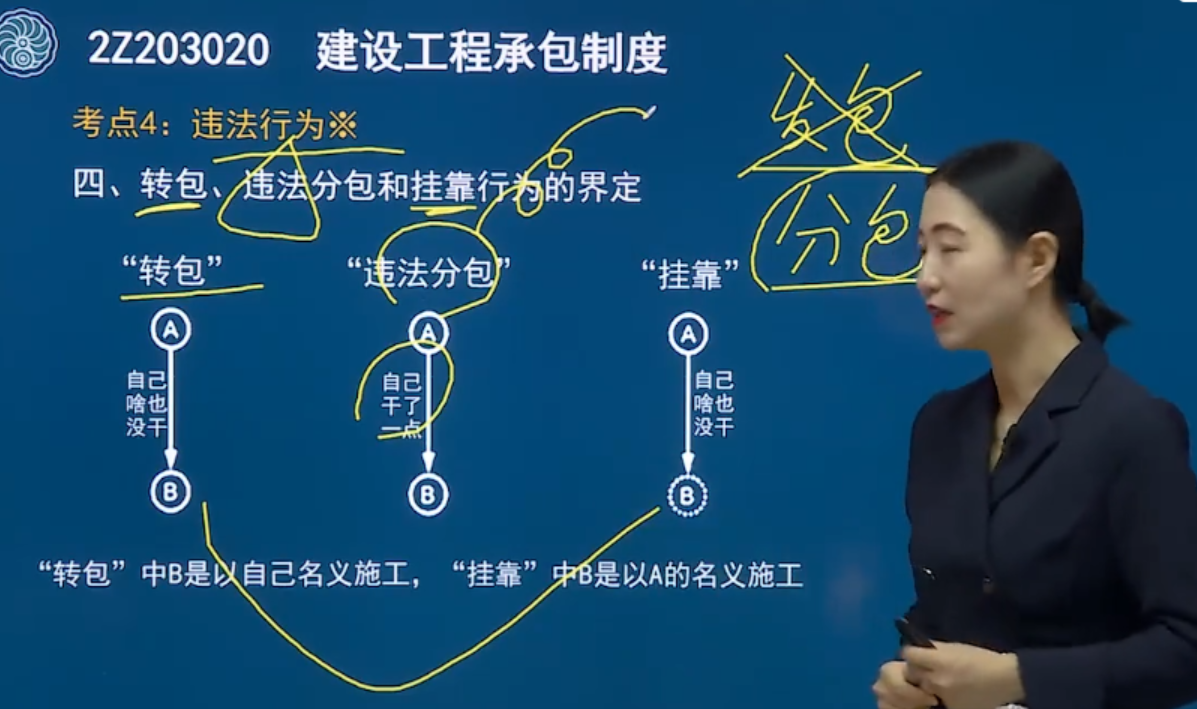 2Z203020 建设工程承包制度
考点4：违法行为※
发包
分包
四、转包、违法分包和挂靠行为的界定
“转包” “违法分包” “挂靠”
A A A
自己 自己 自己
啥也 干了 啥也
没干 一点 没干
B B B
“转包”中B是以自己名义施工，“挂靠”中B是以A的名义施工